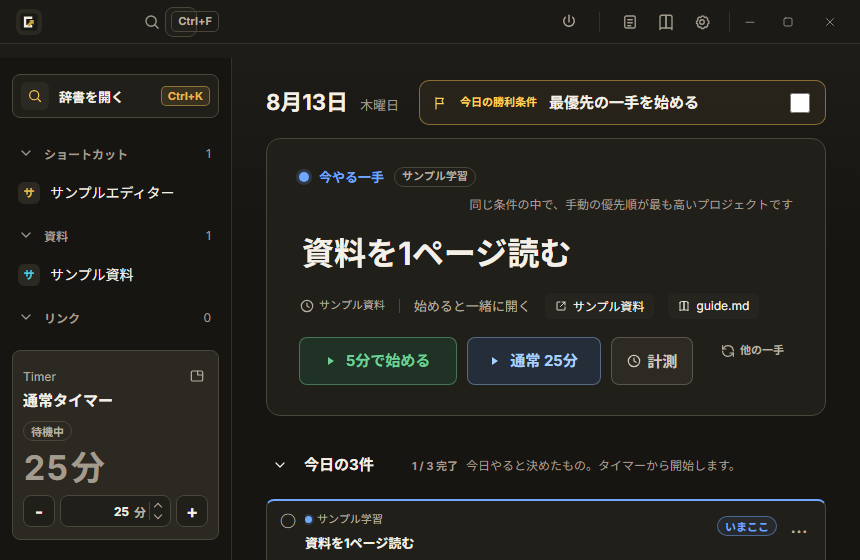 Ctrl+F
辞書を開く Ctrl+K
ショートカット 1
サ サンプルエディター
資料 1
サ サンプル資料
リンク 0
Timer
通常タイマー
待機中
25分
- 25 分 +
8月13日 木曜日
今日の勝利条件 最優先の一手を始める
今やる一手 サンプル学習
同じ条件の中で、手動の優先順が最も高いプロジェクトです
資料を1ページ読む
サンプル資料 始めると一緒に開く サンプル資料 guide.md
5分で始める 通常 25分 計測 他の一手
今日の3件 1 / 3 完了 今日やると決めたもの。タイマーから開始します。
サンプル学習
資料を1ページ読む
いまここ ...